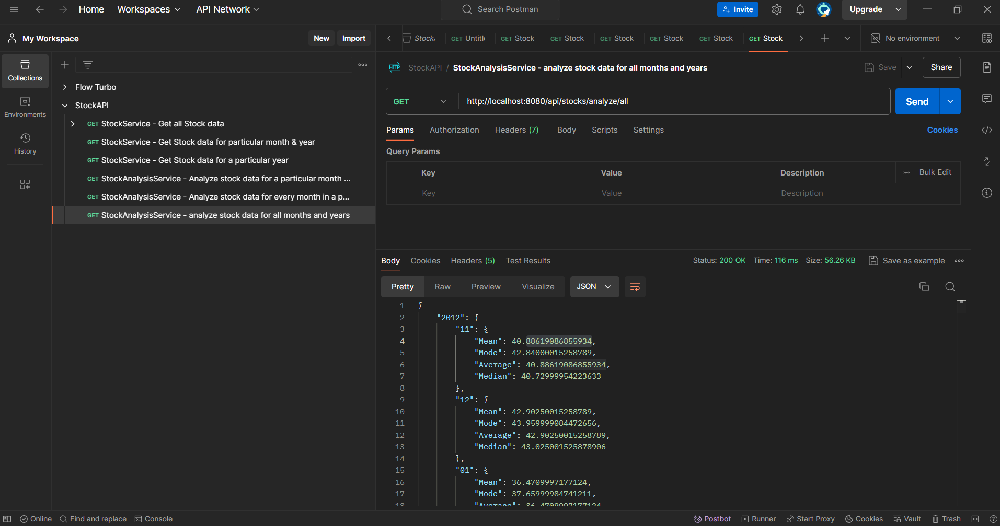 Home Workspaces API Network Search Postman Invite Upgrade
My Workspace New Import
Stock GET Untitl GET Stock GET Stock GET Stock GET Stock GET Stock GET Stock No environment
Collections
Environments
History
Flow Turbo
StockAPI
GET StockService - Get all Stock data
GET StockService - Get Stock data for particular month & year
GET StockService - Get Stock data for a particular year
GET StockAnalysisService - Analyze stock data for a particular month ...
GET StockAnalysisService - Analyze stock data for every month in a p...
GET StockAnalysisService - analyze stock data for all months and years
HTTP StockAPI / StockAnalysisService - analyze stock data for all months and years Save Share
GET http://localhost:8080/api/stocks/analyze/all Send
Params Authorization Headers (7) Body Scripts Settings Cookies
Query Params
Key Value Description Bulk Edit
Key Value Description
Body Cookies Headers (5) Test Results Status: 200 OK Time: 116 ms Size: 56.26 KB Save as example
Pretty Raw Preview Visualize JSON
1 {
2 "2012": {
3 "11": {
4 "Mean": 40.88619086855934,
5 "Mode": 42.84000015258789,
6 "Average": 40.88619086855934,
7 "Median": 40.72999954223633
8 },
9 "12": {
10 "Mean": 42.90250015258789,
11 "Mode": 43.959999084472656,
12 "Average": 42.90250015258789,
13 "Median": 43.025001525878906
14 },
15 "01": {
16 "Mean": 36.4709997177124,
17 "Mode": 37.65999984741211,
18 "Average": 36.4709997177124
Online Find and replace Console Postbot Runner Start Proxy Cookies Vault Trash